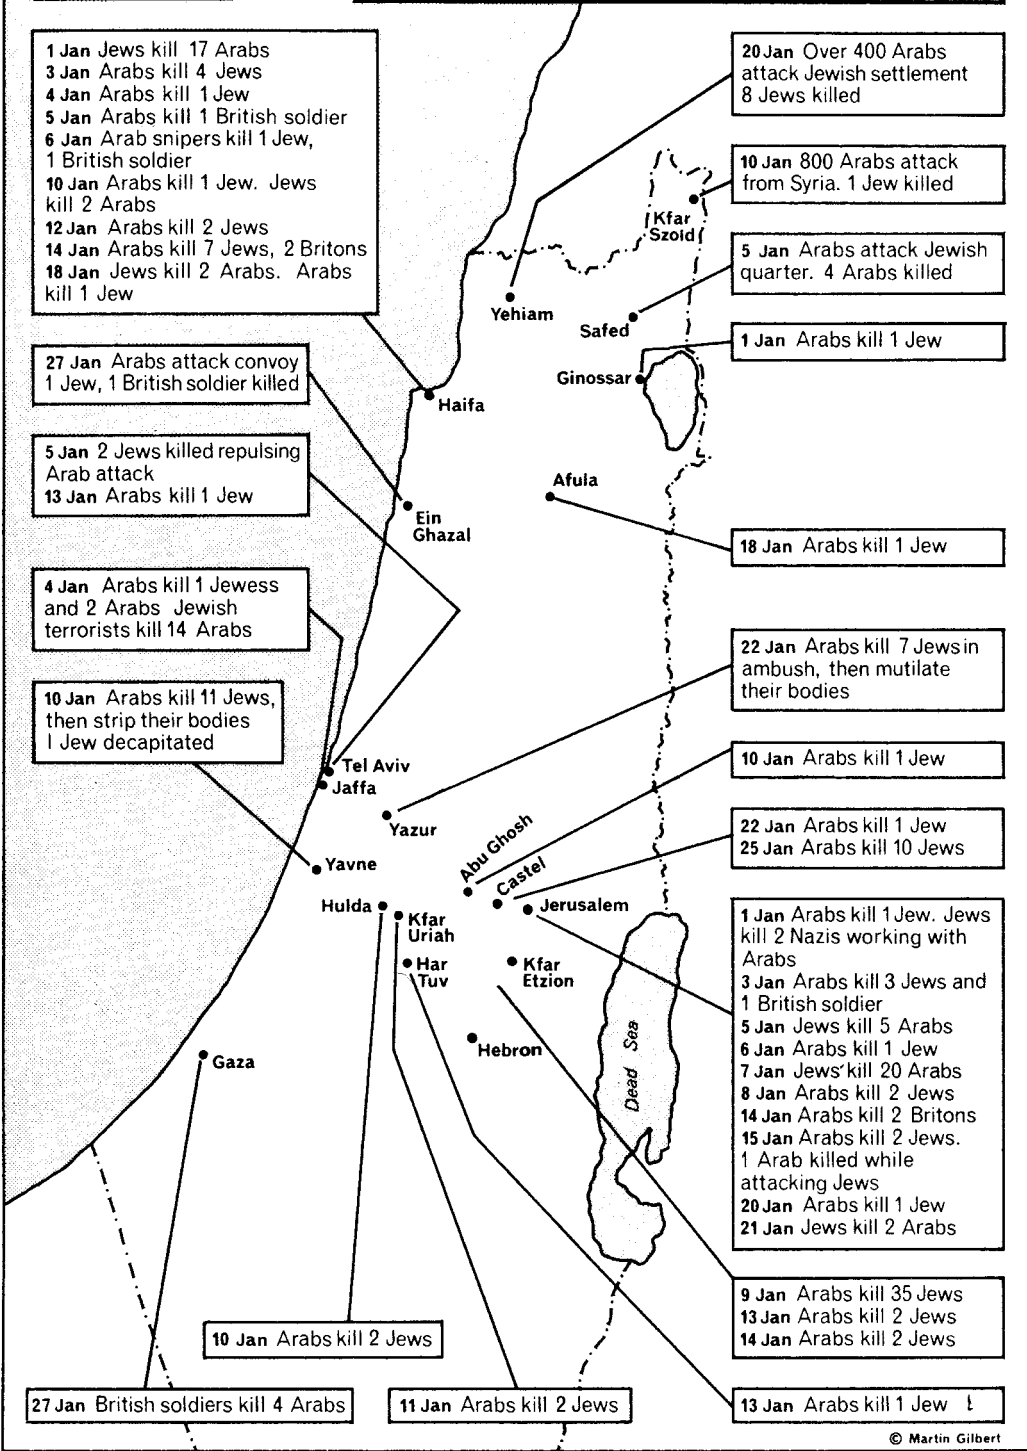 1 Jan Jews kill 17 Arabs
3 Jan Arabs kill 4 Jews
4 Jan Arabs kill 1 Jew
5 Jan Arabs kill 1 British soldier
6 Jan Arab snipers kill 1 Jew,
1 British soldier
10 Jan Arabs kill 1 Jew. Jews
kill 2 Arabs
12 Jan Arabs kill 2 Jews
14 Jan Arabs kill 7 Jews, 2 Britons
18 Jan Jews kill 2 Arabs. Arabs
kill 1 Jew
20 Jan Over 400 Arabs
attack Jewish settlement
8 Jews killed
10 Jan 800 Arabs attack
from Syria. 1 Jew killed
Kfar
Szold
5 Jan Arabs attack Jewish
quarter. 4 Arabs killed
Yehiam
Safed
1 Jan Arabs kill 1 Jew
27 Jan Arabs attack convoy
1 Jew, 1 British soldier killed
Ginossar
Haifa
5 Jan 2 Jews killed repulsing
Arab attack
13 Jan Arabs kill 1 Jew
Afula
Ein
Ghazal
18 Jan Arabs kill 1 Jew
4 Jan Arabs kill 1 Jewess
and 2 Arabs Jewish
terrorists kill 14 Arabs
22 Jan Arabs kill 7 Jews in
ambush, then mutilate
their bodies
10 Jan Arabs kill 11 Jews,
then strip their bodies
1 Jew decapitated
10 Jan Arabs kill 1 Jew
Tel Aviv
Jaffa
Yazur
22 Jan Arabs kill 1 Jew
25 Jan Arabs kill 10 Jews
Abu Ghosh
Castel
Yavne
Hulda
Kfar
Uriah
Jerusalem
Har
Tuv
Kfar
Etzion
1 Jan Arabs kill 1 Jew. Jews
kill 2 Nazis working with
Arabs
3 Jan Arabs kill 3 Jews and
1 British soldier
5 Jan Jews kill 5 Arabs
6 Jan Arabs kill 1 Jew
7 Jan Jews kill 20 Arabs
8 Jan Arabs kill 2 Jews
14 Jan Arabs kill 2 Britons
15 Jan Arabs kill 2 Jews.
1 Arab killed while
attacking Jews
20 Jan Arabs kill 1 Jew
21 Jan Jews kill 2 Arabs
Hebron
Gaza
Dead Sea
9 Jan Arabs kill 35 Jews
13 Jan Arabs kill 2 Jews
14 Jan Arabs kill 2 Jews
10 Jan Arabs kill 2 Jews
27 Jan British soldiers kill 4 Arabs
11 Jan Arabs kill 2 Jews
13 Jan Arabs kill 1 Jew
© Martin Gilbert